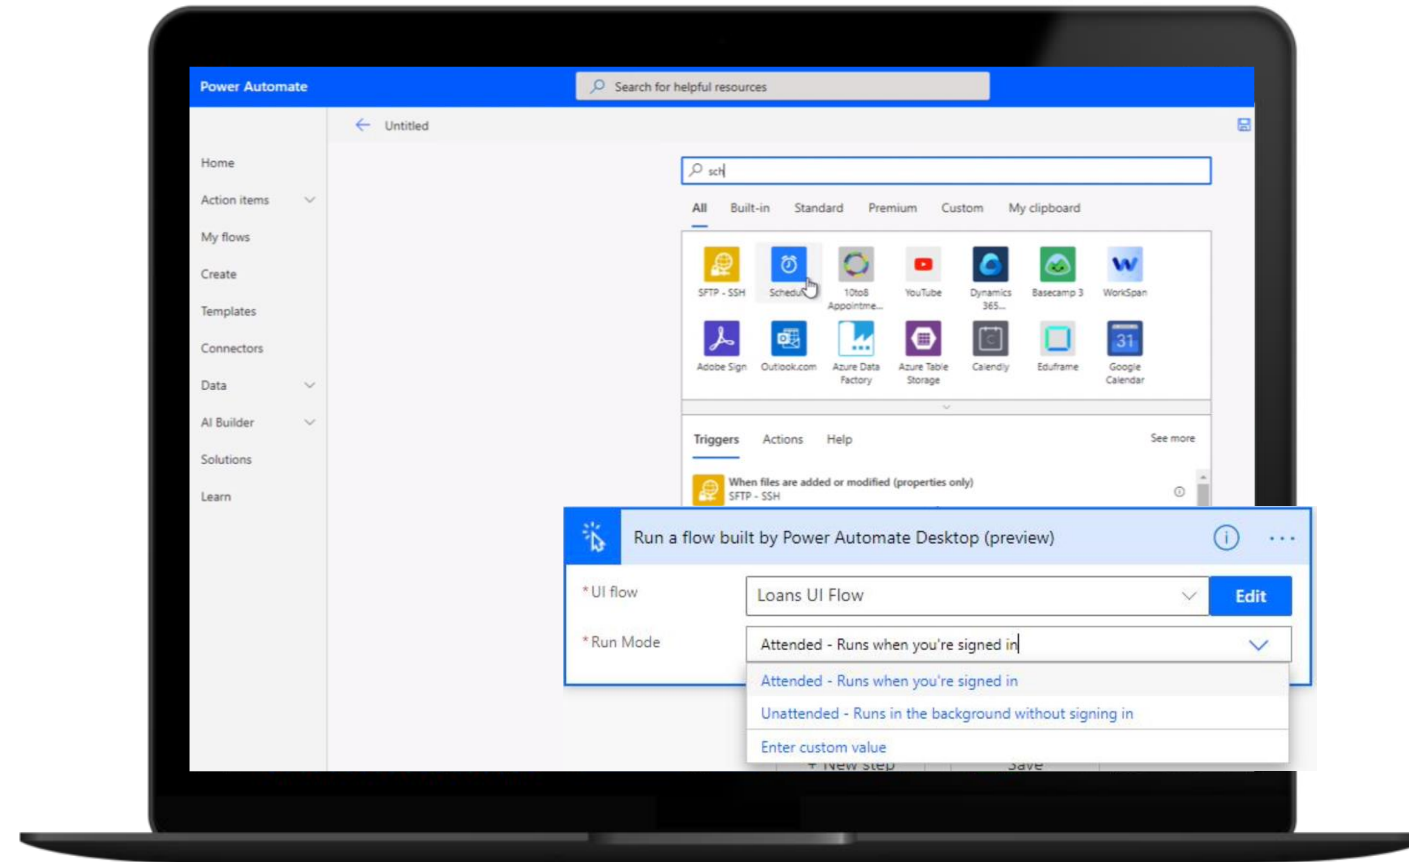 Power Automate
Search for helpful resources
Untitled
Home
Action items
My flows
Create
Templates
Connectors
Data
AI Builder
Solutions
Learn
sch
All Built-in Standard Premium Custom My clipboard
SFTP - SSH
10to8
Appointme...
YouTube
Dynamics
365...
Basecamp 3
WorkSpan
Adobe Sign
Outlook.com
Azure Data
Factory
Azure Table
Storage
C
Calendly
Eduframe
31
Google
Calendar
Triggers Actions Help See more
When files are added or modified (properties only)
SFTP - SSH
Run a flow built by Power Automate Desktop (preview)
*UI flow
Loans UI Flow
Edit
*Run Mode
Attended - Runs when you're signed in
Attended - Runs when you're signed in
Unattended - Runs in the background without signing in
Enter custom value
+ New step Save